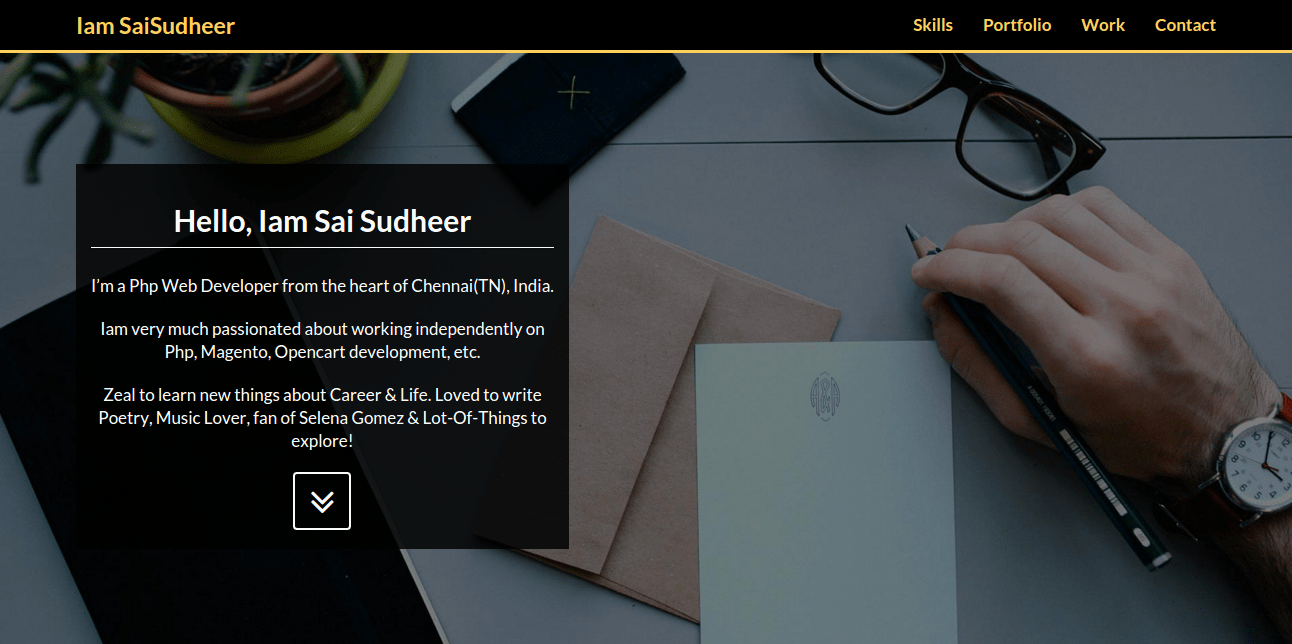 Iam SaiSudheer
Skills
Portfolio
Work
Contact
Hello, Iam Sai Sudheer
I'm a Php Web Developer from the heart of Chennai(TN), India.
Iam very much passionated about working independently on
Php, Magento, Opencart development, etc.
Zeal to learn new things about Career & Life. Loved to write
Poetry, Music Lover, fan of Selena Gomez & Lot-Of-Things to
explore!